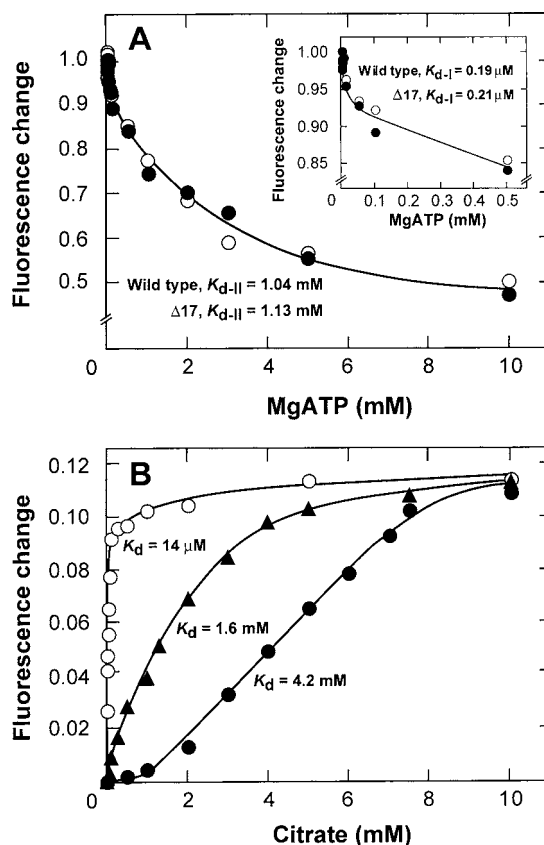 A
Fluorescence change
1.0
0.9
0.8
0.7
0.6
0.5
0
2
4
6
8
10
MgATP (mM)
Wild type, Kd-II = 1.04 mM
Δ17, Kd-II = 1.13 mM
Fluorescence change
1.00
0.95
0.90
0.85
0
0
0.1
0.2
0.3
0.4
0.5
MgATP (mM)
Wild type, Kd-I = 0.19 μM
Δ17, Kd-I = 0.21 μM
B
Fluorescence change
0.12
0.10
0.08
0.06
0.04
0.02
0
2
4
6
8
10
Citrate (mM)
Kd = 14 μM
Kd = 1.6 mM
Kd = 4.2 mM